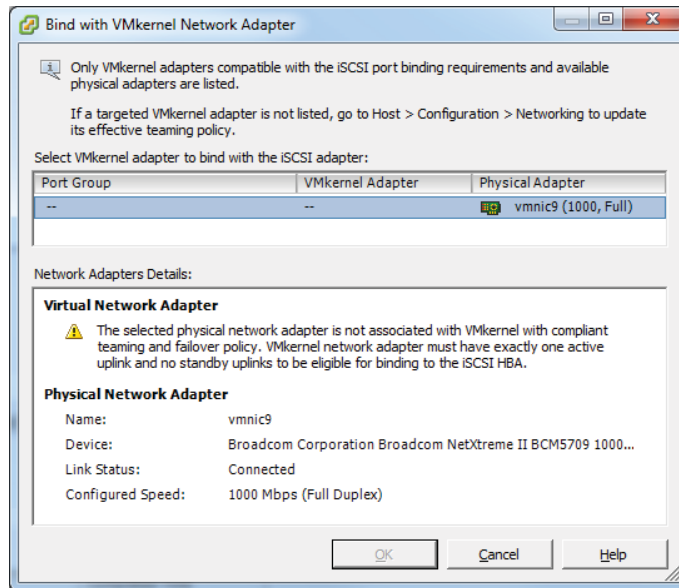 Bind with VMkernel Network Adapter
Only VMkernel adapters compatible with the iSCSI port binding requirements and available
physical adapters are listed.
If a targeted VMkernel adapter is not listed, go to Host > Configuration > Networking to update
its effective teaming policy.
Select VMkernel adapter to bind with the iSCSI adapter:
Port Group VMkernel Adapter Physical Adapter
-- -- vmnic9 (1000, Full)
Network Adapters Details:
Virtual Network Adapter
The selected physical network adapter is not associated with VMkernel with compliant
teaming and failover policy. VMkernel network adapter must have exactly one active
uplink and no standby uplinks to be eligible for binding to the iSCSI HBA.
Physical Network Adapter
Name: vmnic9
Device: Broadcom Corporation Broadcom NetXtreme II BCM5709 1000...
Link Status: Connected
Configured Speed: 1000 Mbps (Full Duplex)
OK Cancel Help